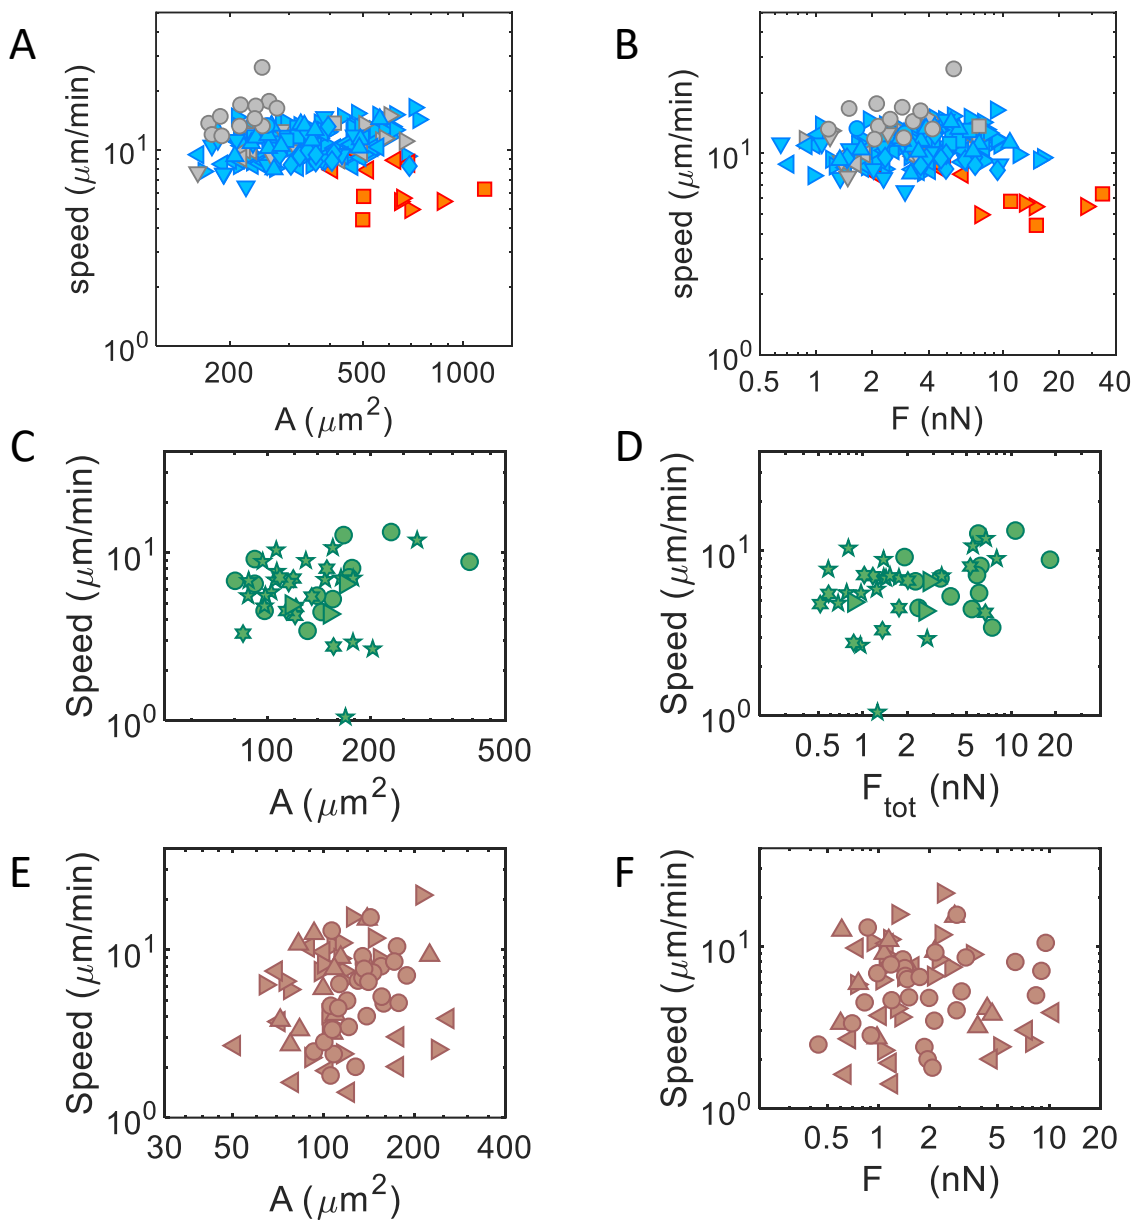 A
speed (μm/min)
10¹
10⁰
200
500
1000
A (μm²)
B
speed (μm/min)
10¹
10⁰
0.5
1
2
4
10
20
40
F (nN)
C
Speed (μm/min)
10¹
10⁰
100
200
500
A (μm²)
D
Speed (μm/min)
10¹
10⁰
0.5
1
2
5
10
20
F_tot (nN)
E
Speed (μm/min)
10¹
10⁰
30
50
100
200
400
A (μm²)
F
Speed (μm/min)
10¹
10⁰
0.5
1
2
5
10
20
F (nN)